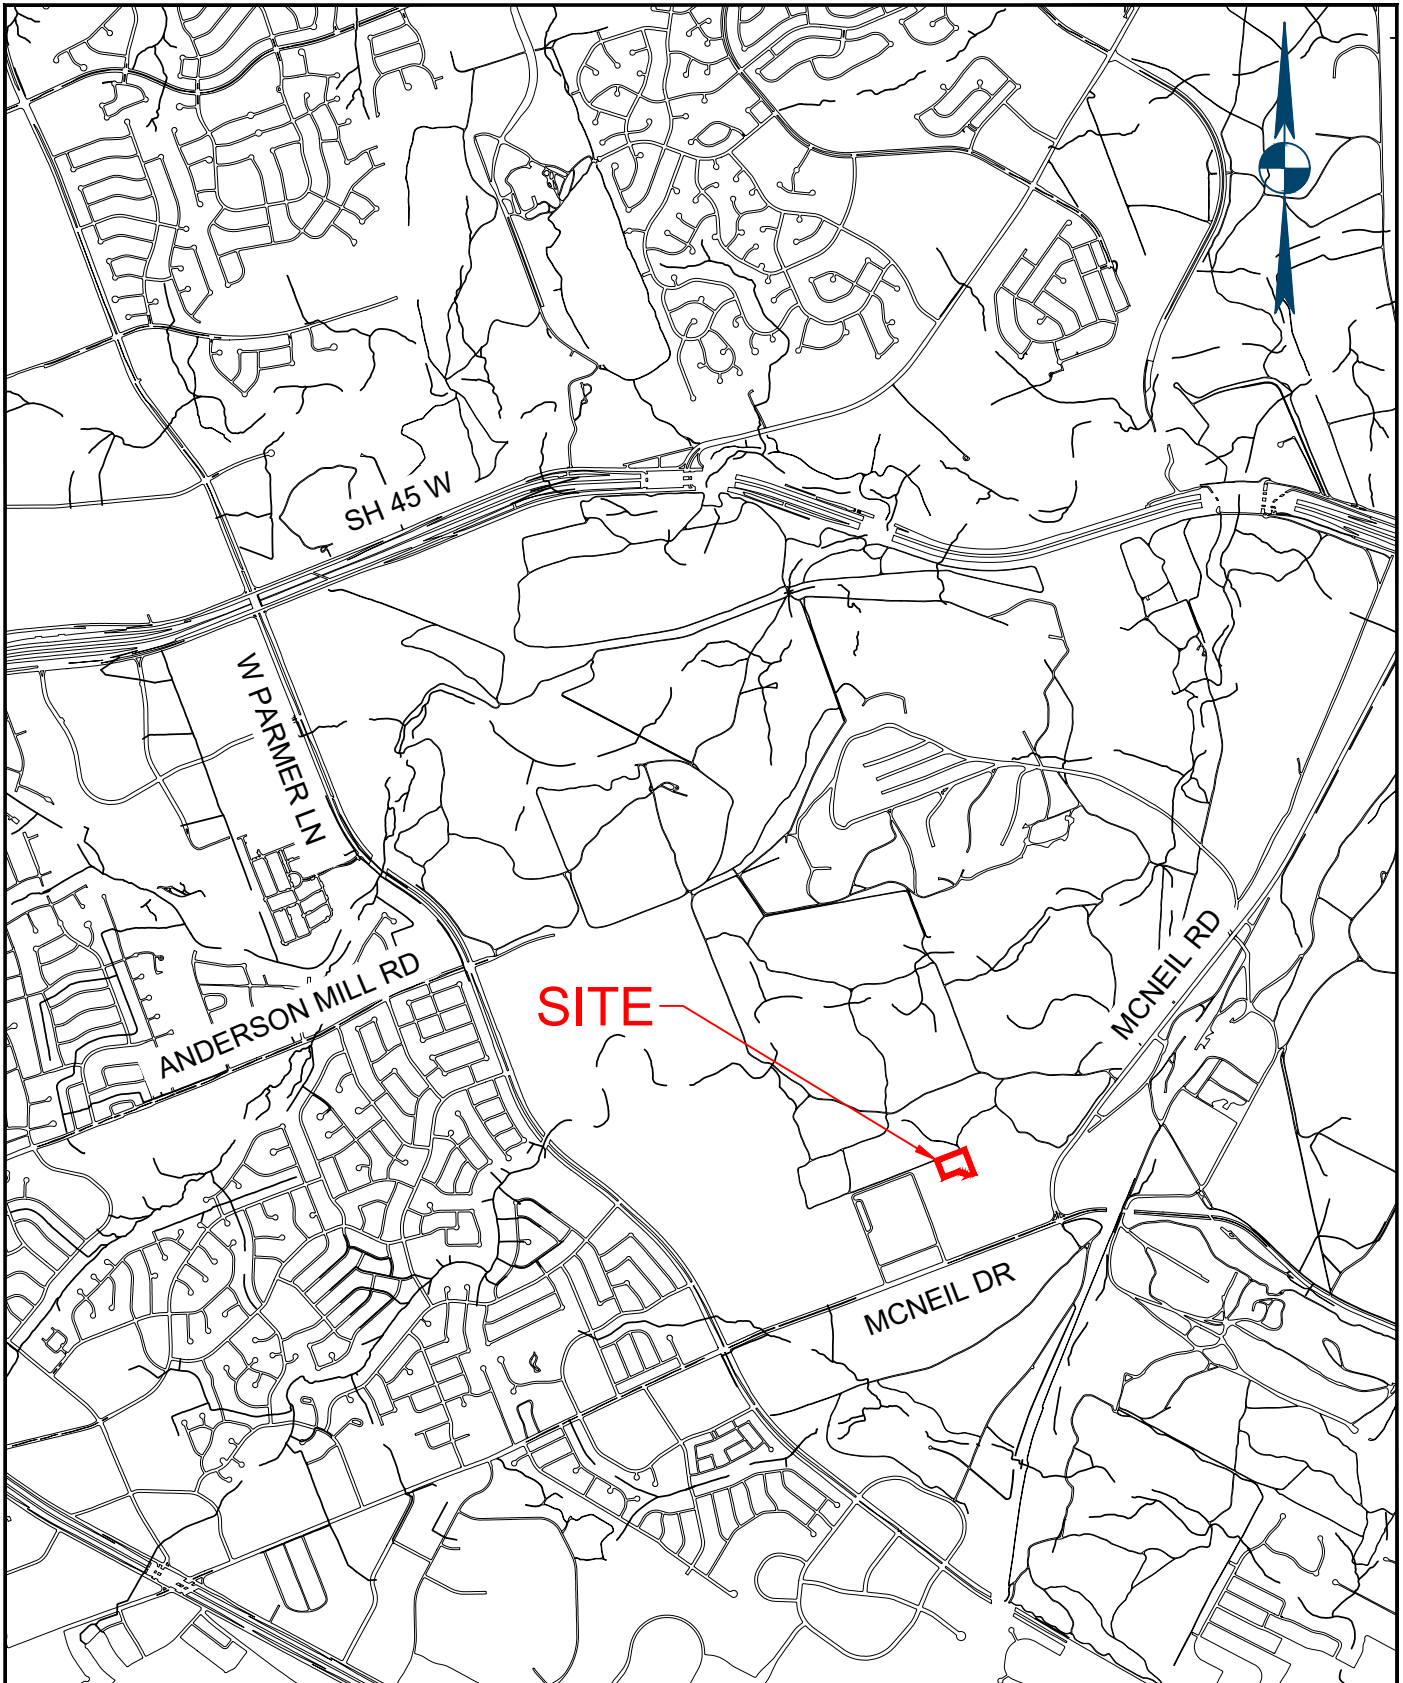 SH 45 W
W PARMER LN
ANDERSON MILL RD
SITE
MCNEIL RD
MCNEIL DR